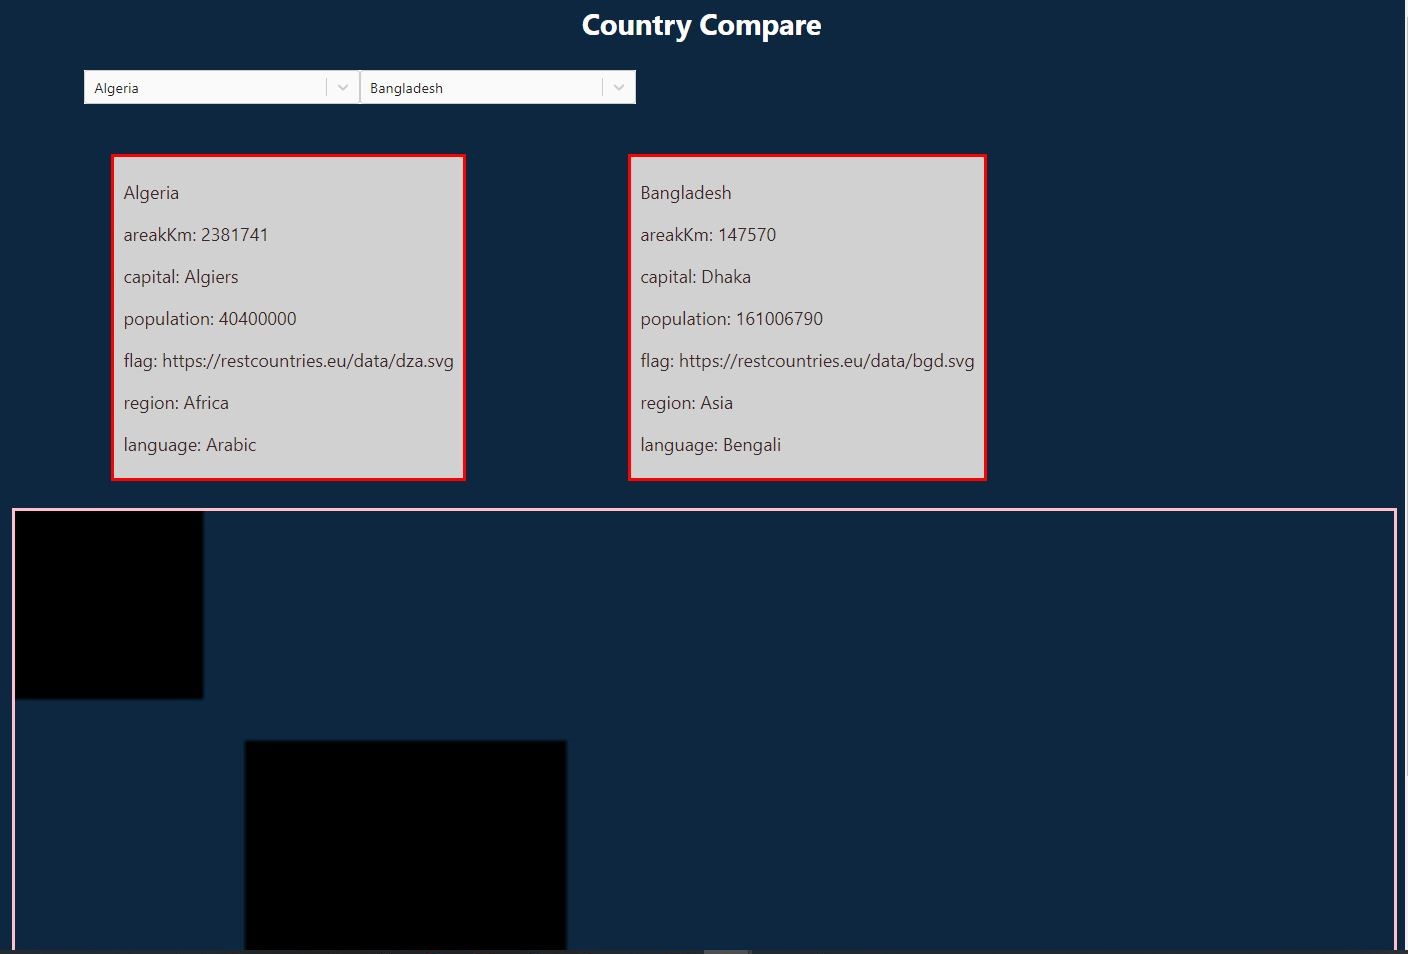 Country Compare
Algeria
Bangladesh
Algeria
areakKm: 2381741
capital: Algiers
population: 40400000
flag: https://restcountries.eu/data/dza.svg
region: Africa
language: Arabic
Bangladesh
areakKm: 147570
capital: Dhaka
population: 161006790
flag: https://restcountries.eu/data/bgd.svg
region: Asia
language: Bengali